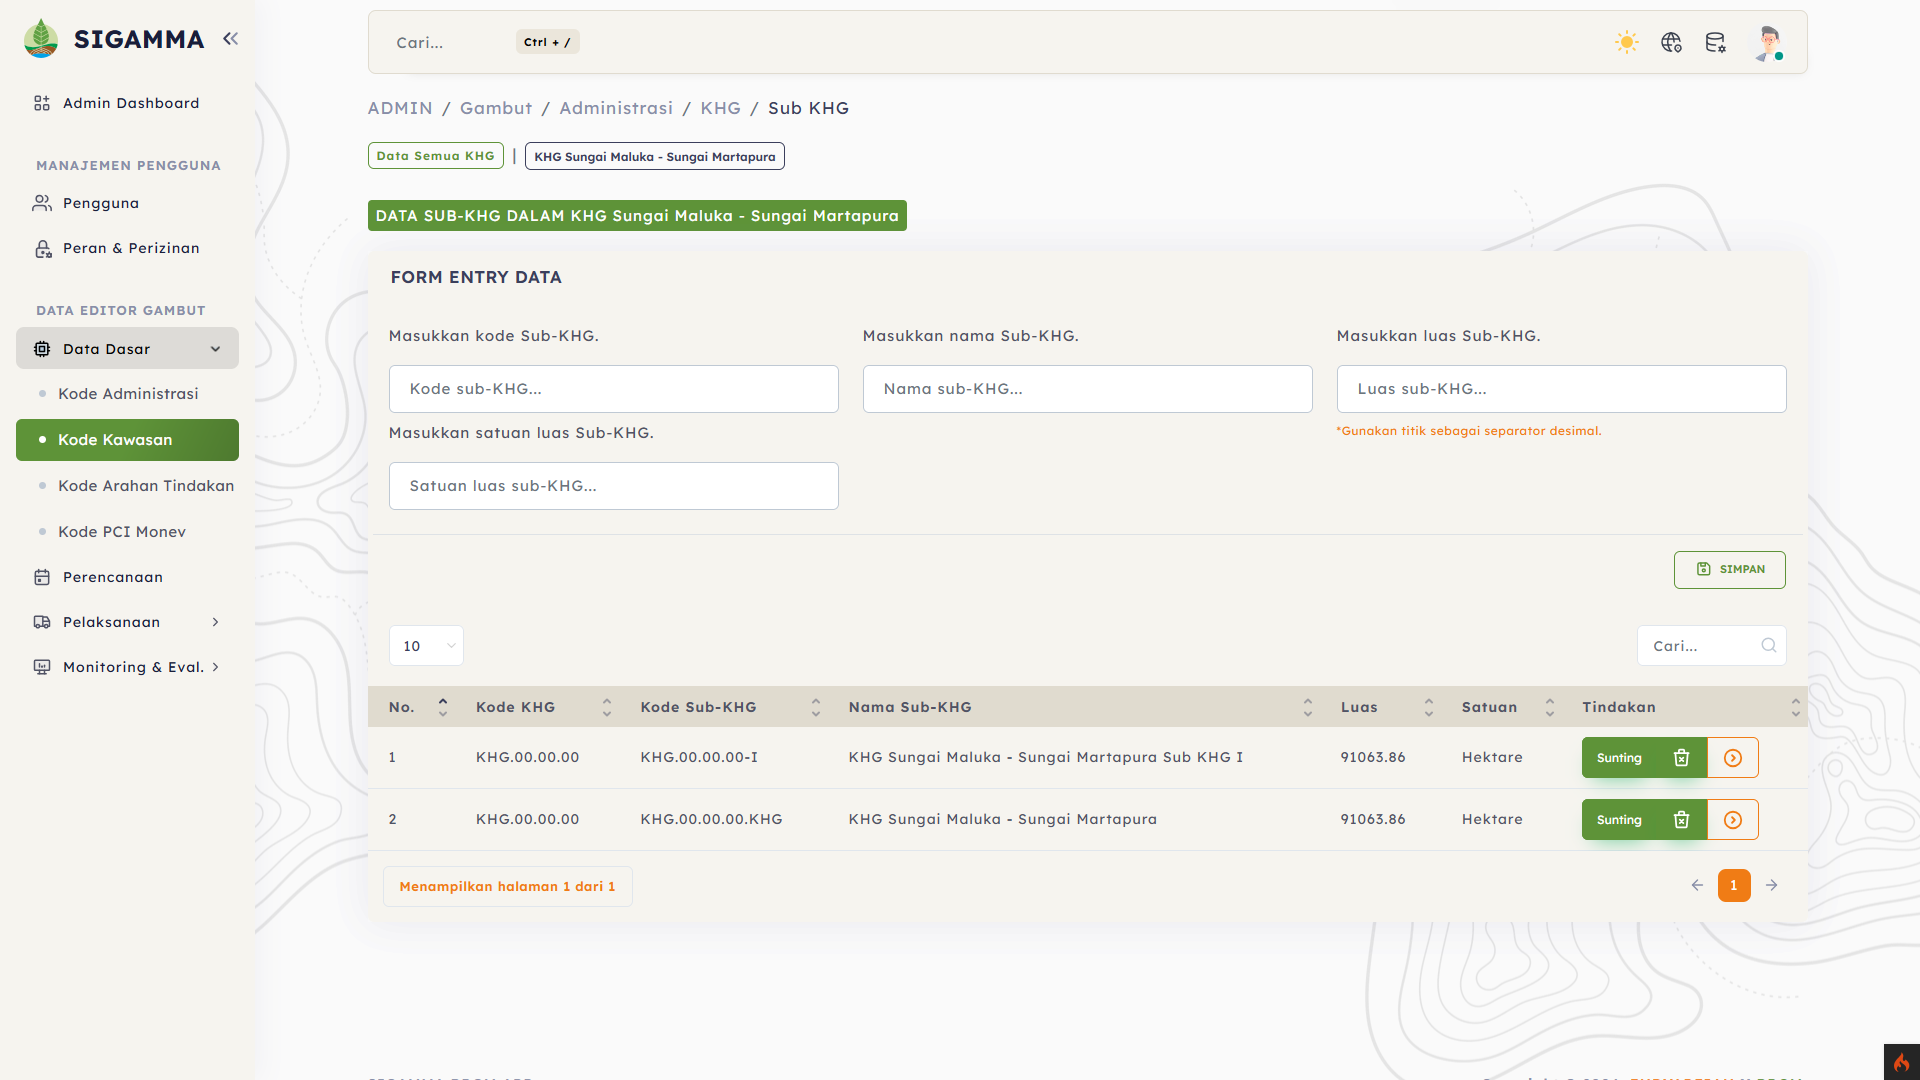 SIGAMMA
Admin Dashboard
MANAJEMEN PENGGUNA
Pengguna
Peran & Perizinan
DATA EDITOR GAMBUT
Data Dasar
Kode Administrasi
Kode Kawasan
Kode Arahan Tindakan
Kode PCI Monev
Perencanaan
Pelaksanaan
Monitoring & Eval.
Cari... Ctrl + /
ADMIN / Gambut / Administrasi / KHG / Sub KHG
Data Semua KHG | KHG Sungai Maluka - Sungai Martapura
DATA SUB-KHG DALAM KHG Sungai Maluka - Sungai Martapura
FORM ENTRY DATA
Masukkan kode Sub-KHG. Masukkan nama Sub-KHG. Masukkan luas Sub-KHG.
Kode sub-KHG... Nama sub-KHG... Luas sub-KHG...
Masukkan satuan luas Sub-KHG. *Gunakan titik sebagai separator desimal.
Satuan luas sub-KHG...
SIMPAN
10 Cari...
No. Kode KHG Kode Sub-KHG Nama Sub-KHG Luas Satuan Tindakan
1 KHG.00.00.00 KHG.00.00.00-I KHG Sungai Maluka - Sungai Martapura Sub KHG I 91063.86 Hektare Sunting
2 KHG.00.00.00 KHG.00.00.00.KHG KHG Sungai Maluka - Sungai Martapura 91063.86 Hektare Sunting
Menampilkan halaman 1 dari 1 1